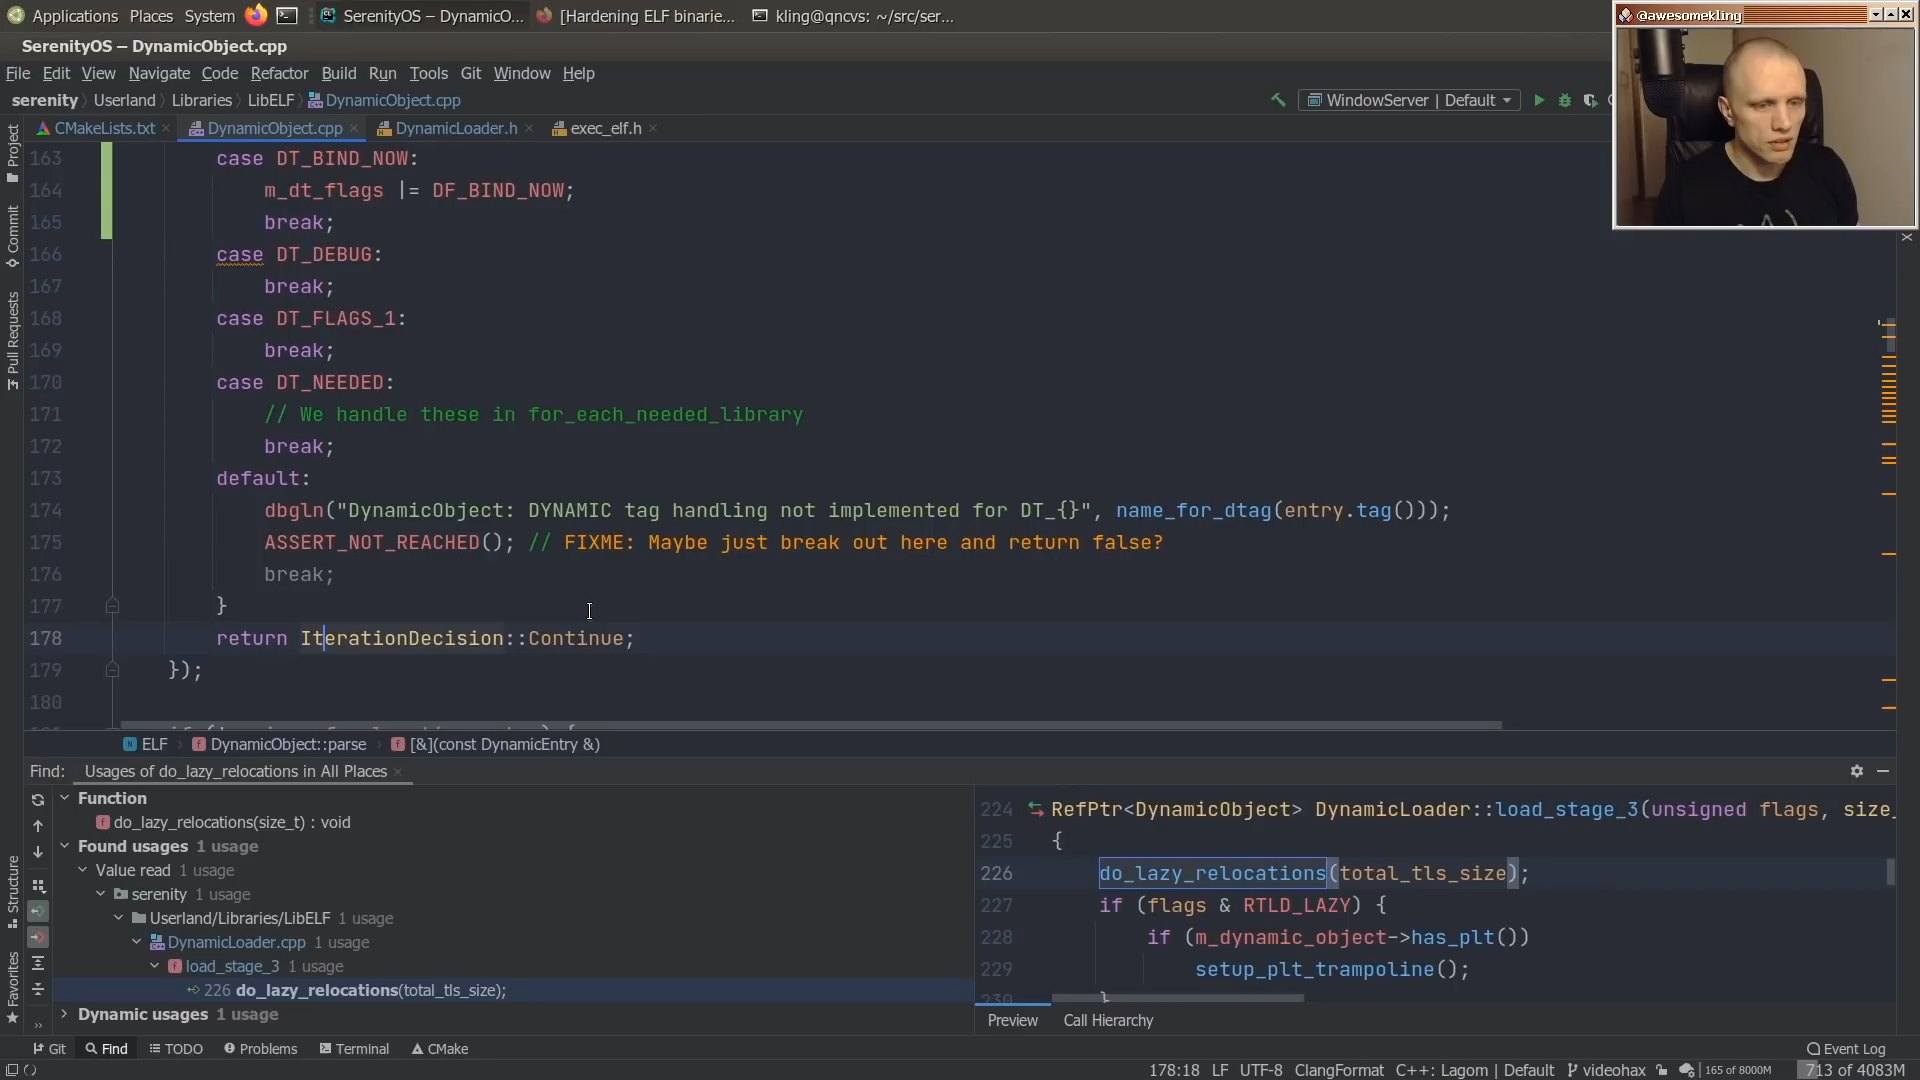 Applications Places System SerenityOS – DynamicO... [Hardening ELF binarie... kling@qncvs: ~/src/ser...
@awesomekling
SerenityOS – DynamicObject.cpp
File Edit View Navigate Code Refactor Build Run Tools Git Window Help
serenity Userland Libraries LibELF DynamicObject.cpp WindowServer | Default
CMakeLists.txt DynamicObject.cpp DynamicLoader.h exec_elf.h
Project
Commit
Pull Requests
Structure
Favorites
163 case DT_BIND_NOW:
164 m_dt_flags |= DF_BIND_NOW;
165 break;
166 case DT_DEBUG:
167 break;
168 case DT_FLAGS_1:
169 break;
170 case DT_NEEDED:
171 // We handle these in for_each_needed_library
172 break;
173 default:
174 dbgln("DynamicObject: DYNAMIC tag handling not implemented for DT_{}", name_for_dtag(entry.tag()));
175 ASSERT_NOT_REACHED(); // FIXME: Maybe just break out here and return false?
176 break;
177 }
178 return IterationDecision::Continue;
179 });
180
ELF DynamicObject::parse [&](const DynamicEntry &)
Find: Usages of do_lazy_relocations in All Places
Function
do_lazy_relocations(size_t) : void
Found usages 1 usage
Value read 1 usage
serenity 1 usage
Userland/Libraries/LibELF 1 usage
DynamicLoader.cpp 1 usage
load_stage_3 1 usage
226 do_lazy_relocations(total_tls_size);
Dynamic usages 1 usage
224 RefPtr<DynamicObject> DynamicLoader::load_stage_3(unsigned flags, size_
225 {
226 do_lazy_relocations(total_tls_size);
227 if (flags & RTLD_LAZY) {
228 if (m_dynamic_object->has_plt())
229 setup_plt_trampoline();
230 }
Preview Call Hierarchy
Git Find TODO Problems Terminal CMake Event Log
178:18 LF UTF-8 ClangFormat C++: Lagom | Default videohax 165 of 8000M 713 of 4083M